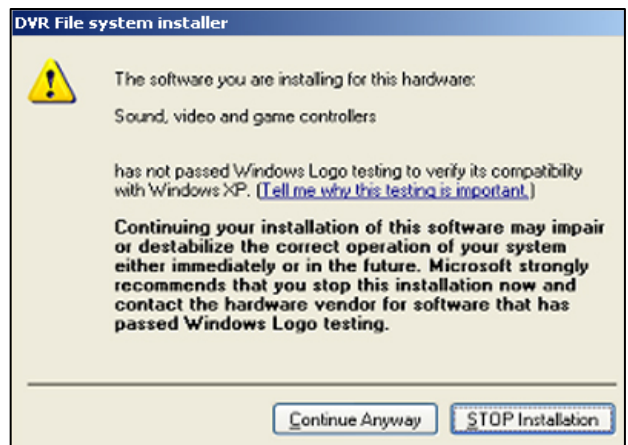 DVR File system installer
The software you are installing for this hardware:
Sound, video and game controllers
has not passed Windows Logo testing to verify its compatibility
with Windows XP. (Tell me why this testing is important.)
Continuing your installation of this software may impair
or destabilize the correct operation of your system
either immediately or in the future. Microsoft strongly
recommends that you stop this installation now and
contact the hardware vendor for software that has
passed Windows Logo testing.
Continue Anyway
STOP Installation